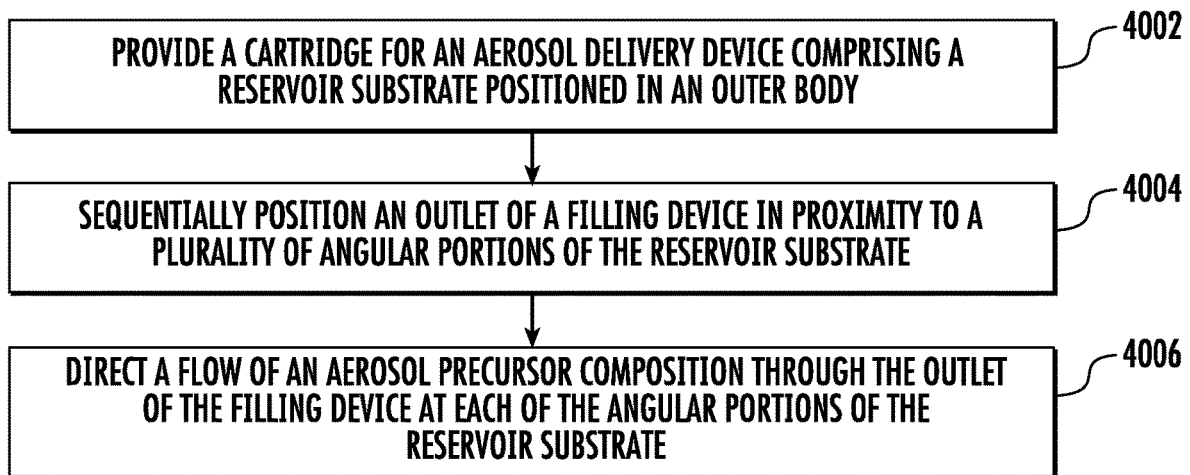 PROVIDE A CARTRIDGE FOR AN AEROSOL DELIVERY DEVICE COMPRISING A
RESERVOIR SUBSTRATE POSITIONED IN AN OUTER BODY
4002
SEQUENTIALLY POSITION AN OUTLET OF A FILLING DEVICE IN PROXIMITY TO A
PLURALITY OF ANGULAR PORTIONS OF THE RESERVOIR SUBSTRATE
4004
DIRECT A FLOW OF AN AEROSOL PRECURSOR COMPOSITION THROUGH THE OUTLET
OF THE FILLING DEVICE AT EACH OF THE ANGULAR PORTIONS OF THE
RESERVOIR SUBSTRATE
4006